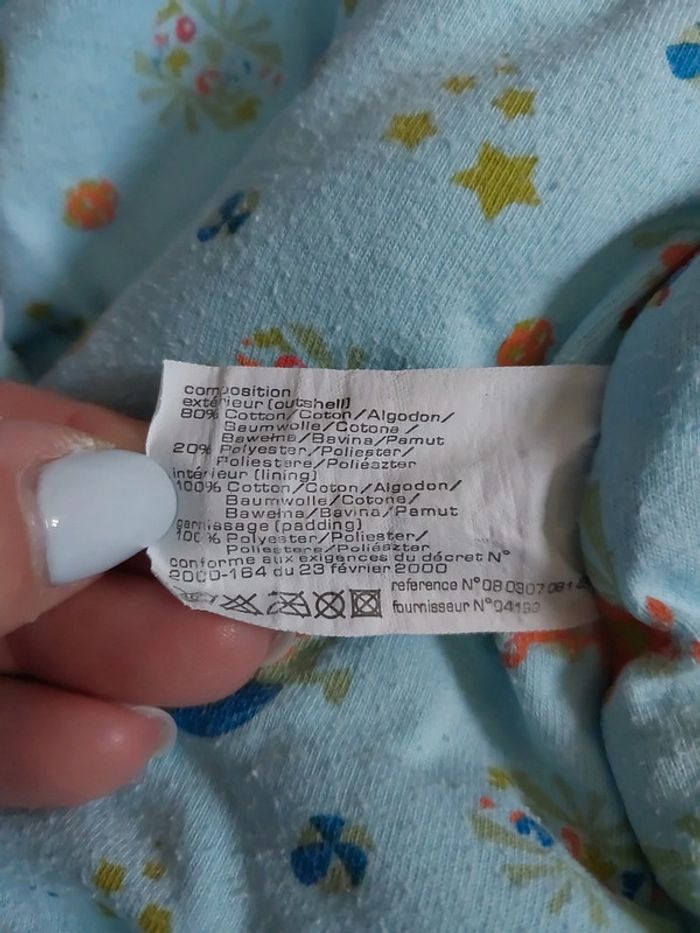 composition
extérieur (outshell)
80% Cotton/Coton/Algodon/
Baumwolle/Cotone/
Bawełna/Bavlna/Pamut
20% Polyester/Poliester/
Poliestere/Poliészter
intérieur (lining)
100% Cotton/Coton/Algodon/
Baumwolle/Cotone/
Bawełna/Bavlna/Pamut
garnissage (padding)
100% Polyester/Poliester/
Poliestere/Poliészter
conforme aux exigences du décret N°
2000-164 du 23 février 2000
reference N°
fournisseur N°